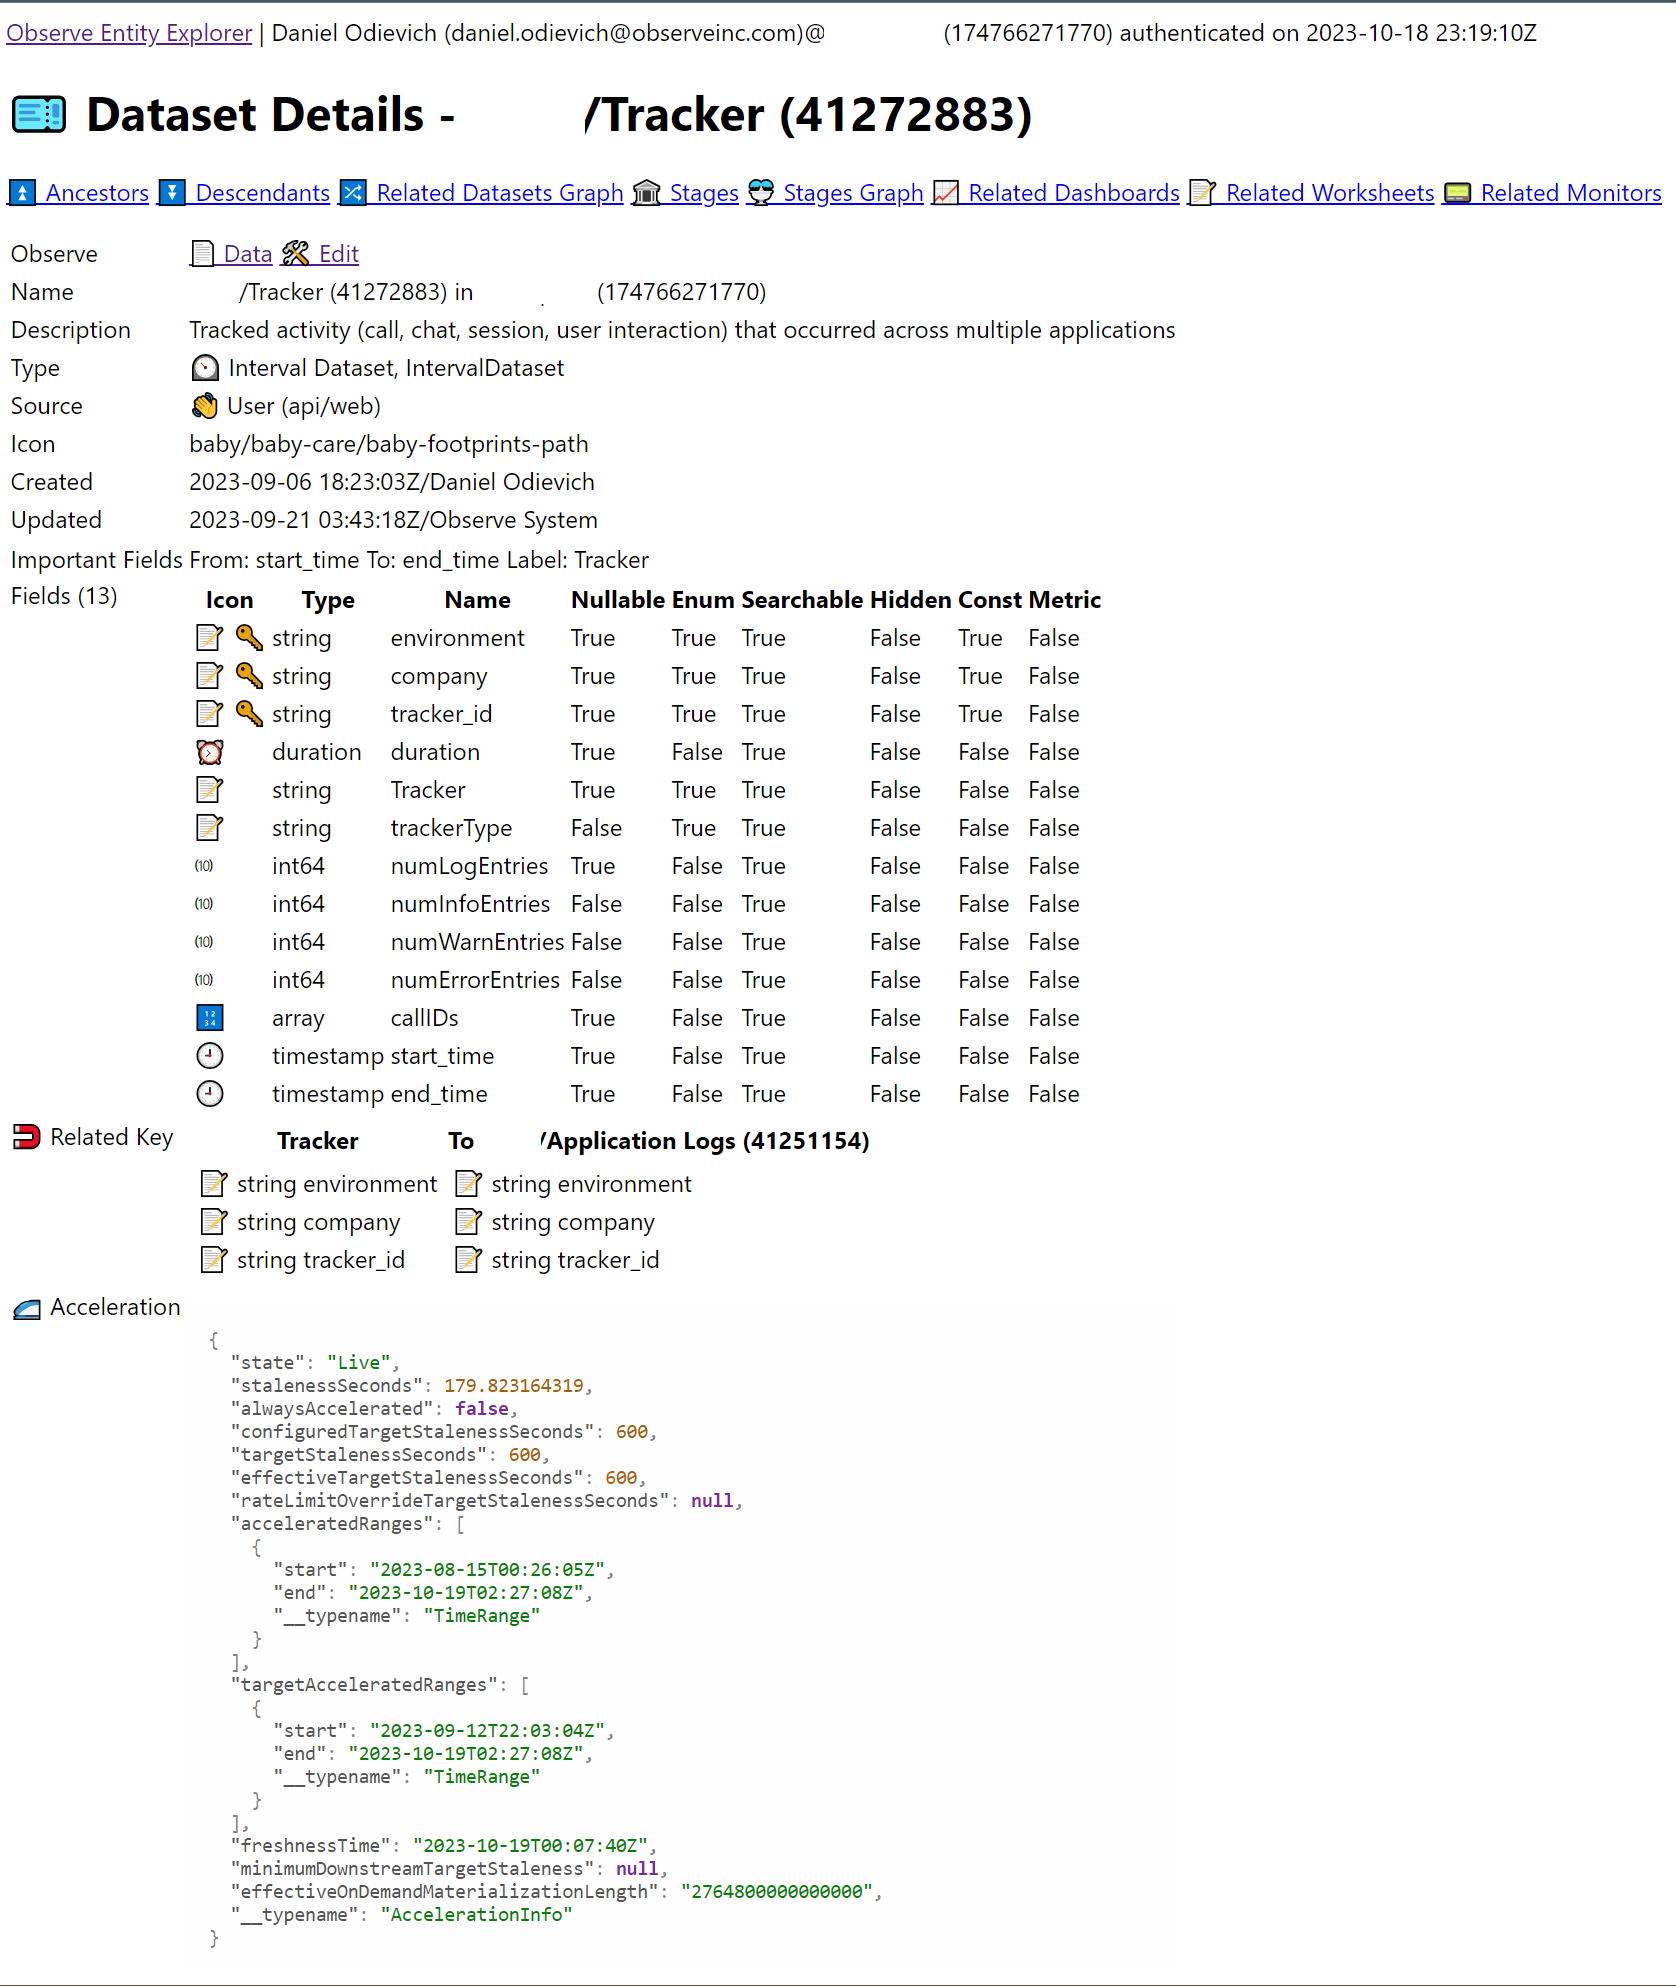 Observe Entity Explorer | Daniel Odievich (daniel.odievich@observeinc.com)@ (174766271770) authenticated on 2023-10-18 23:19:10Z
Dataset Details - /Tracker (41272883)
Ancestors Descendants Related Datasets Graph Stages Stages Graph Related Dashboards Related Worksheets Related Monitors
Observe Data Edit
Name /Tracker (41272883) in (174766271770)
Description Tracked activity (call, chat, session, user interaction) that occurred across multiple applications
Type Interval Dataset, IntervalDataset
Source User (api/web)
Icon baby/baby-care/baby-footprints-path
Created 2023-09-06 18:23:03Z/Daniel Odievich
Updated 2023-09-21 03:43:18Z/Observe System
Important Fields From: start_time To: end_time Label: Tracker
Fields (13) Icon Type Name Nullable Enum Searchable Hidden Const Metric
string environment True True True False True False
string company True True True False True False
string tracker_id True True True False True False
duration duration True False True False False False
string Tracker True True True False False False
string trackerType False True True False False False
(10) int64 numLogEntries True False True False False False
(10) int64 numInfoEntries False False True False False False
(10) int64 numWarnEntries False False True False False False
(10) int64 numErrorEntries False False True False False False
1 2 3 4 array callIDs True False True False False False
timestamp start_time True False True False False False
timestamp end_time True False True False False False
Related Key Tracker To /Application Logs (41251154)
string environment string environment
string company string company
string tracker_id string tracker_id
Acceleration
{
"state": "Live",
"stalenessSeconds": 179.823164319,
"alwaysAccelerated": false,
"configuredTargetStalenessSeconds": 600,
"targetStalenessSeconds": 600,
"effectiveTargetStalenessSeconds": 600,
"rateLimitOverrideTargetStalenessSeconds": null,
"acceleratedRanges": [
{
"start": "2023-08-15T00:26:05Z",
"end": "2023-10-19T02:27:08Z",
"__typename": "TimeRange"
}
],
"targetAcceleratedRanges": [
{
"start": "2023-09-12T22:03:04Z",
"end": "2023-10-19T02:27:08Z",
"__typename": "TimeRange"
}
],
"freshnessTime": "2023-10-19T00:07:40Z",
"minimumDownstreamTargetStaleness": null,
"effectiveOnDemandMaterializationLength": "2764800000000000",
"__typename": "AccelerationInfo"
}